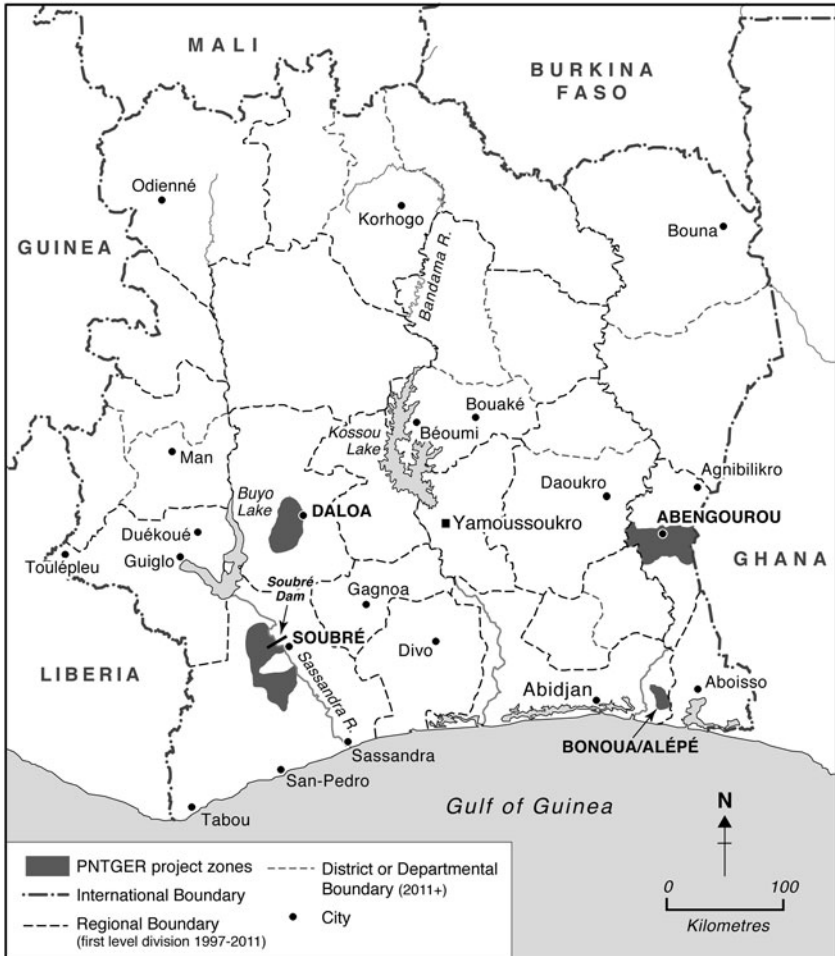 MALI
BURKINA
FASO
Odienné
Korhogo
Bouna
GUINEA
Bandama R.
Bouaké
Kossou
Lake
Béoumi
Man
Agnibilikro
Buyo
Lake
Daoukro
DALOA
Yamoussoukro
ABENGOUROU
Duékoué
Toulépleu
Guiglo
GHANA
Soubré
Dam
Gagnoa
SOUBRÉ
Divo
LIBERIA
Sassandra R.
Abidjan
Aboisso
Sassandra
BONOUA/ALÉPÉ
San-Pedro
Tabou
Gulf of Guinea
N
PNTGER project zones
International Boundary
Regional Boundary
(first level division 1997-2011)
District or Departmental
Boundary (2011+)
City
0 100
Kilometres